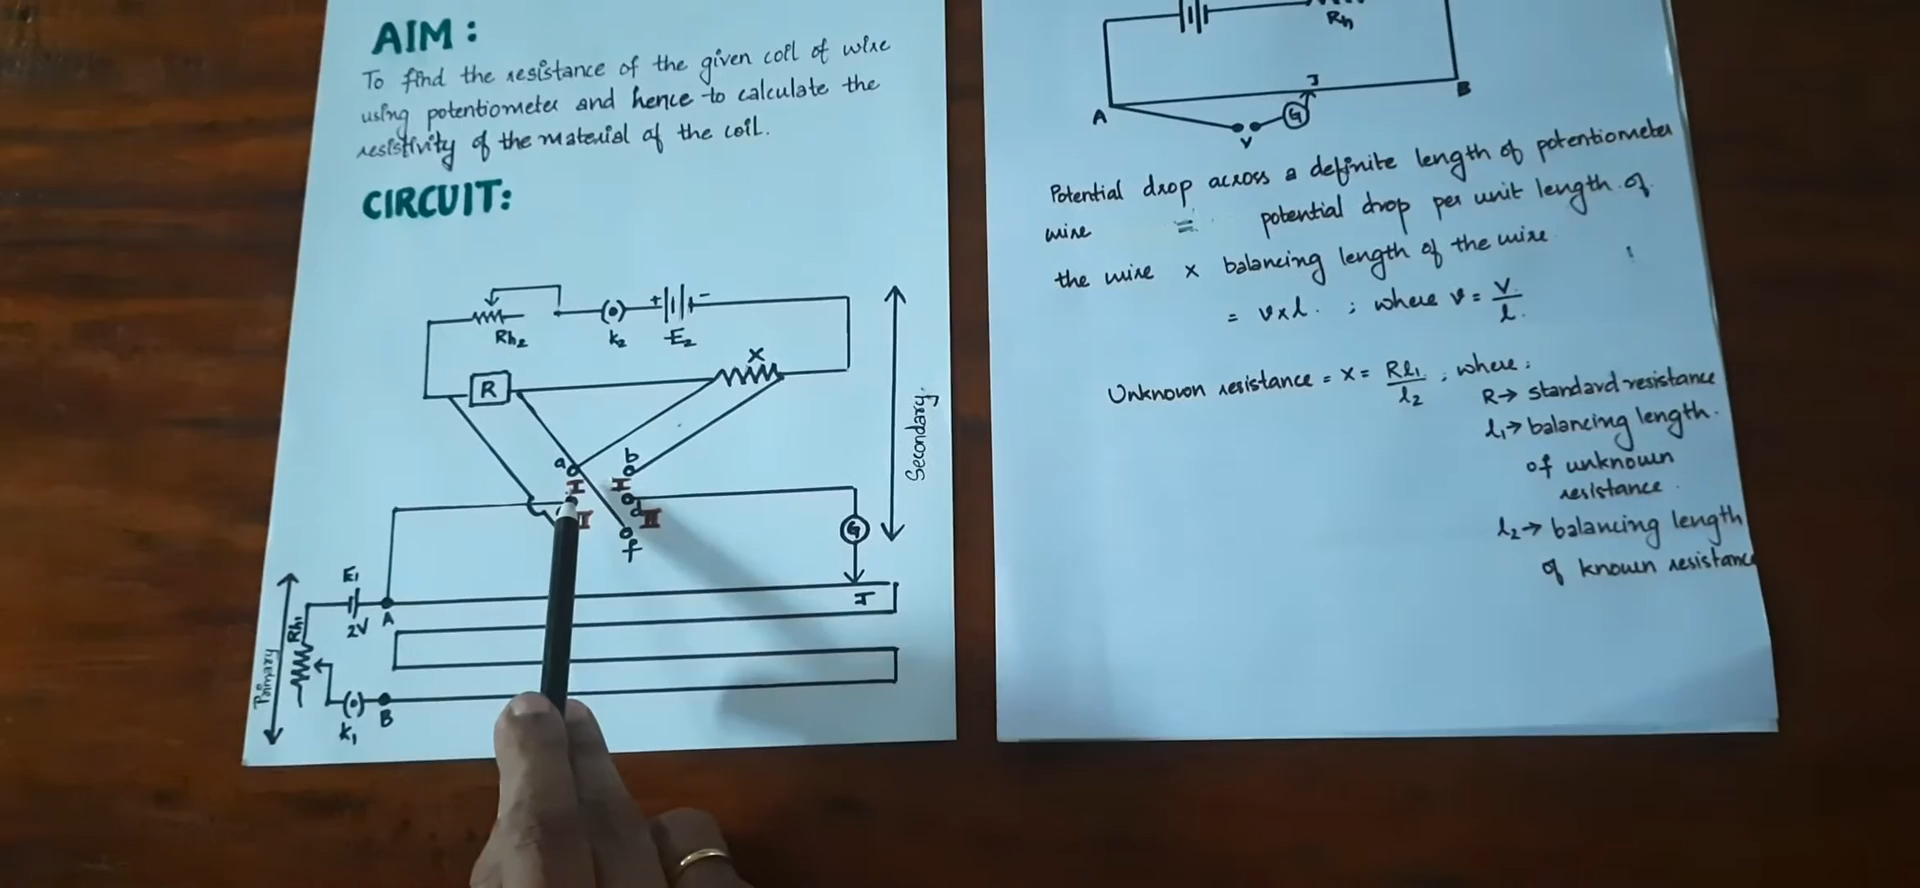 AIM:
To find the resistance of the given coil of wire
using potentiometer and hence to calculate the
resistivity of the material of the coil.
CIRCUIT:
Rh2
K2
+ -
E2
R
X
a
b
I I
d
II II
f
G
J
Secondary.
E1
2V
A
Rh1
Primary
K1
B
Rh
J
A
B
G
V
Potential drop across a definite length of potentiometer
wire = potential drop per unit length of
the wire x balancing length of the wire
= v x l. ; where v = V/l.
Unknown resistance = X = Rl1/l2 , where;
R → standard resistance
l1 → balancing length.
of unknown
resistance.
l2 → balancing length
of known resistance